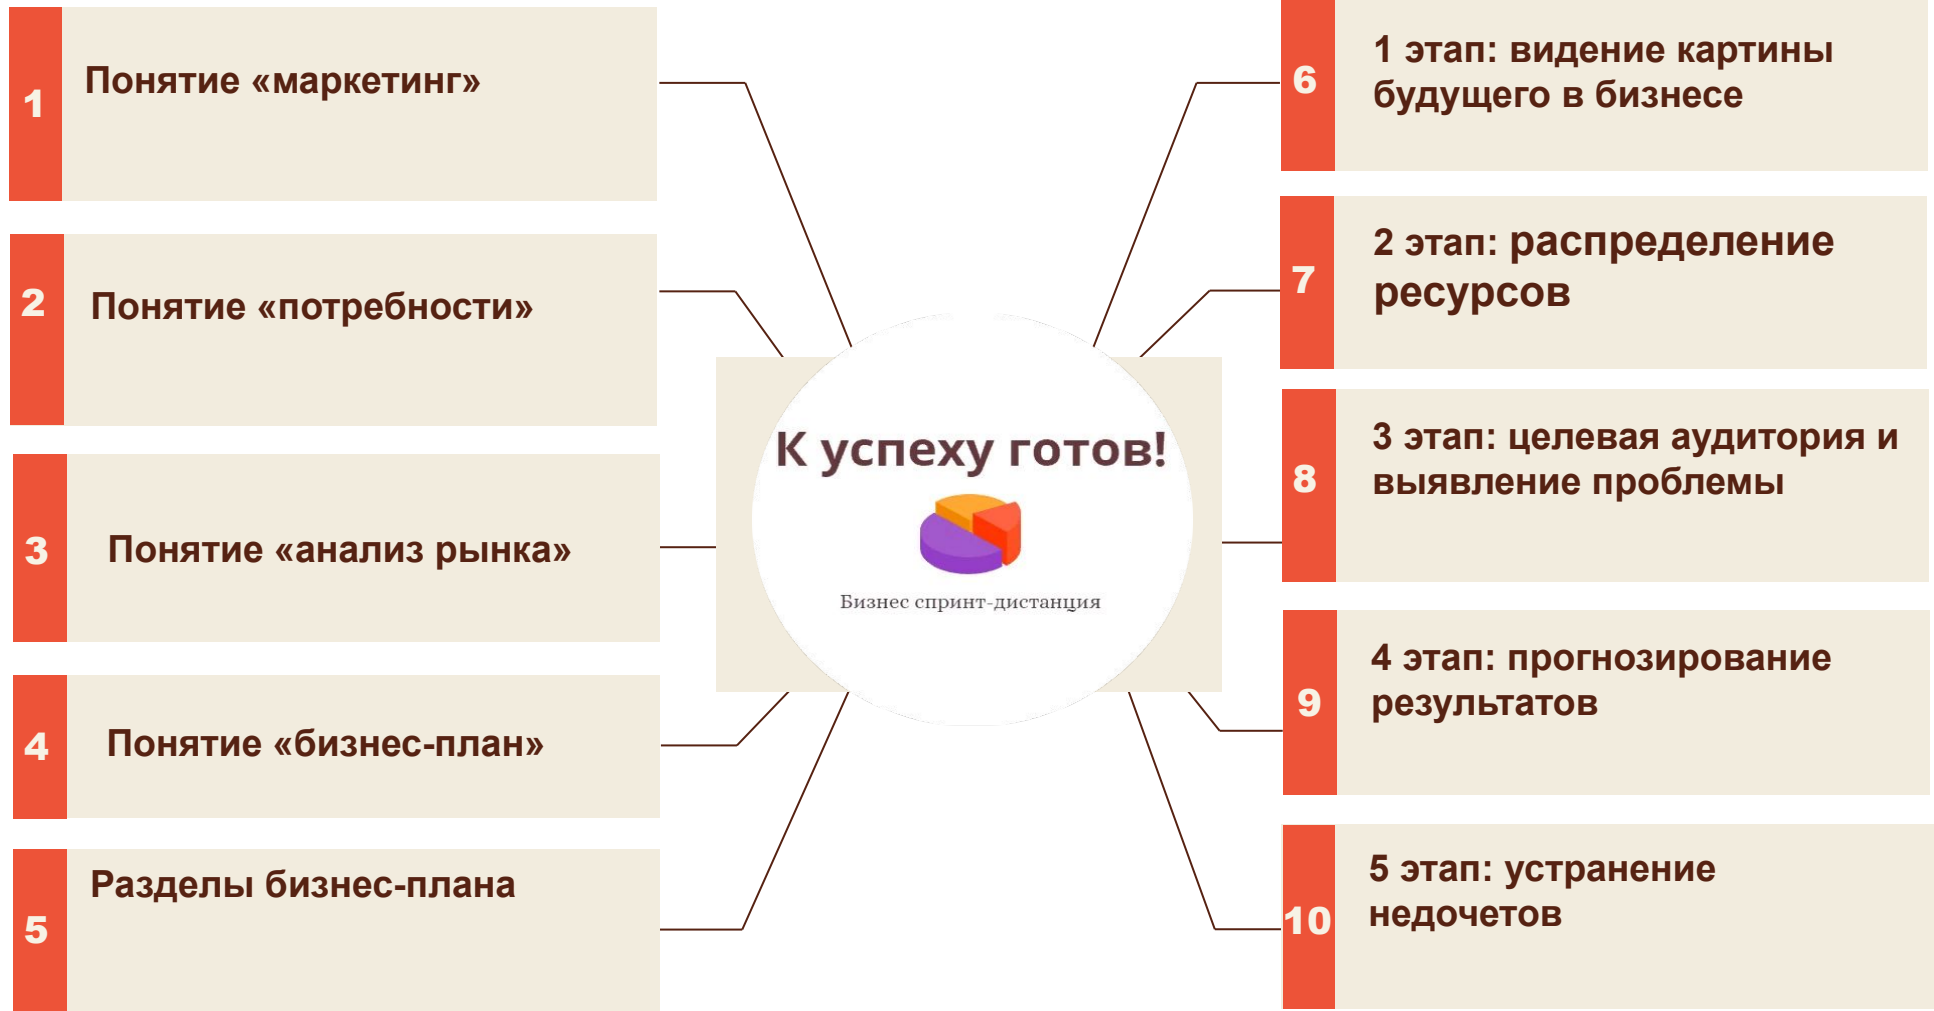 1
Понятие «маркетинг»
2
Понятие «потребности»
3
Понятие «анализ рынка»
4
Понятие «бизнес-план»
5
Разделы бизнес-плана
К успеху готов!
Бизнес спринт-дистанция
6
1 этап: видение картины
будущего в бизнесе
7
2 этап: распределение
ресурсов
8
3 этап: целевая аудитория и
выявление проблемы
9
4 этап: прогнозирование
результатов
10
5 этап: устранение
недочетов